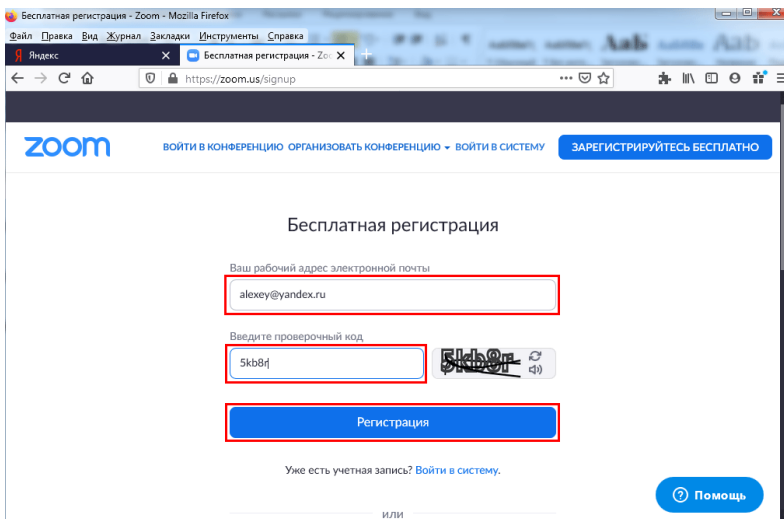 Бесплатная регистрация - Zoom - Mozilla Firefox
Файл Правка Вид Журнал Закладки Инструменты Справка
Яндекс
Бесплатная регистрация - Zoo
https://zoom.us/signup
zoom
ВОЙТИ В КОНФЕРЕНЦИЮ ОРГАНИЗОВАТЬ КОНФЕРЕНЦИЮ ВОЙТИ В СИСТЕМУ ЗАРЕГИСТРИРУЙТЕСЬ БЕСПЛАТНО
Бесплатная регистрация
Ваш рабочий адрес электронной почты
alexey@yandex.ru
Введите проверочный код
5kb8r 5kb8r
Регистрация
Уже есть учетная запись? Войти в систему.
или
Помощь